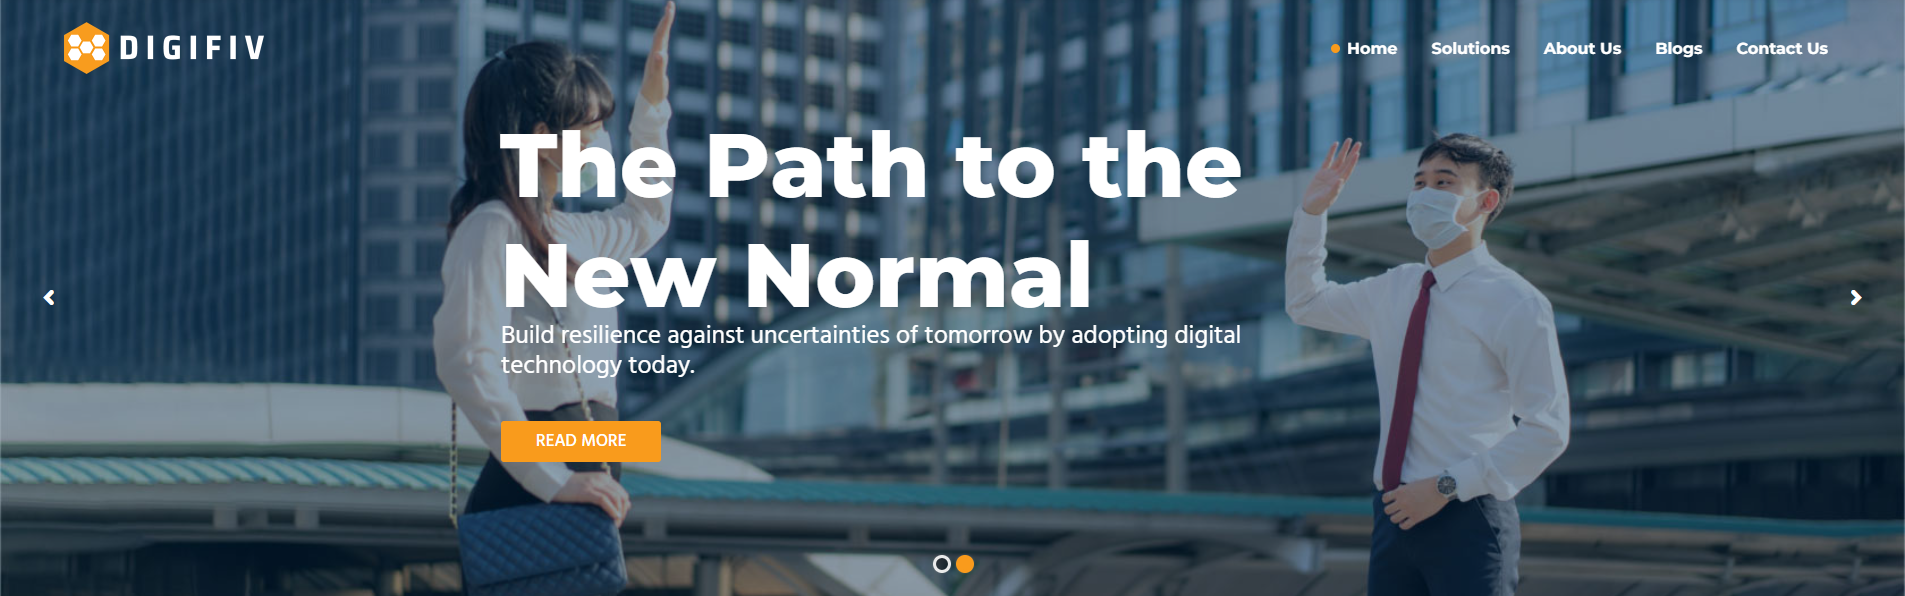 DIGIFIV
Home Solutions About Us Blogs Contact Us
The Path to the
New Normal
Build resilience against uncertainties of tomorrow by adopting digital
technology today.
READ MORE